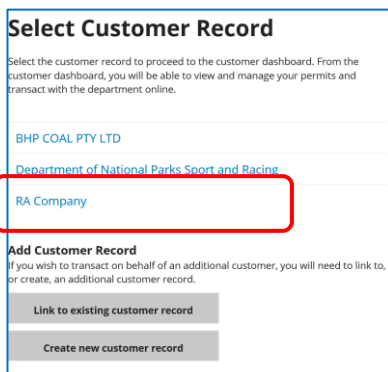 Select Customer Record
Select the customer record to proceed to the customer dashboard. From the
customer dashboard, you will be able to view and manage your permits and
transact with the department online.
BHP COAL PTY LTD
Department of National Parks Sport and Racing
RA Company
Add Customer Record
If you wish to transact on behalf of an additional customer, you will need to link to,
or create, an additional customer record.
Link to existing customer record
Create new customer record